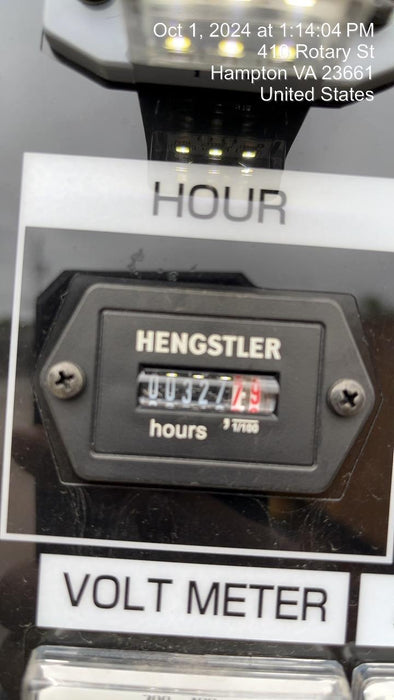 Oct 1, 2024 at 1:14:04 PM
410 Rotary St
Hampton VA 23661
United States
HOUR
HENGSTLER
0032779
hours 1/100
VOLT METER